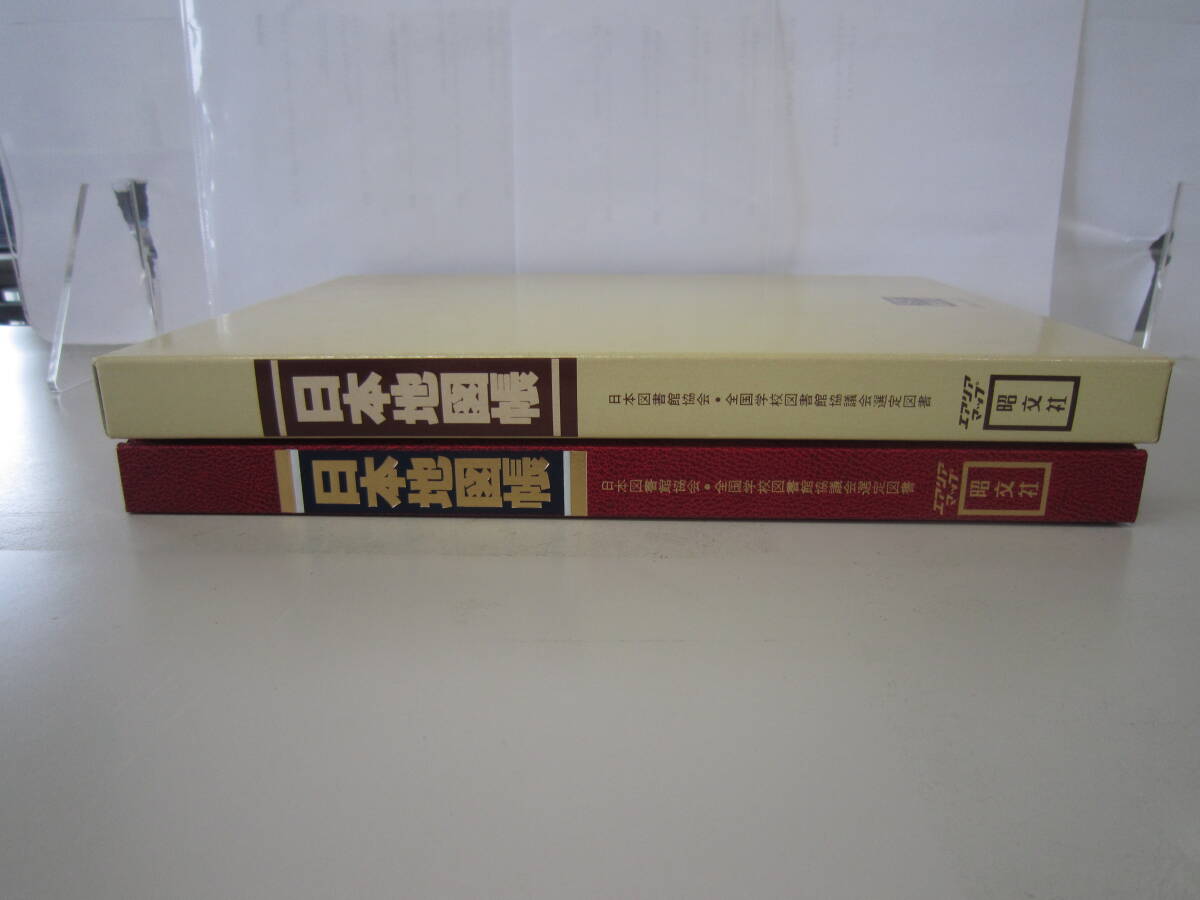 日本地図帳
日本図書館協会・全国学校図書館協議会選定図書
エアリア
マップ
昭文社
日本地図帳
日本図書館協会・全国学校図書館協議会選定図書
エアリア
マップ
昭文社